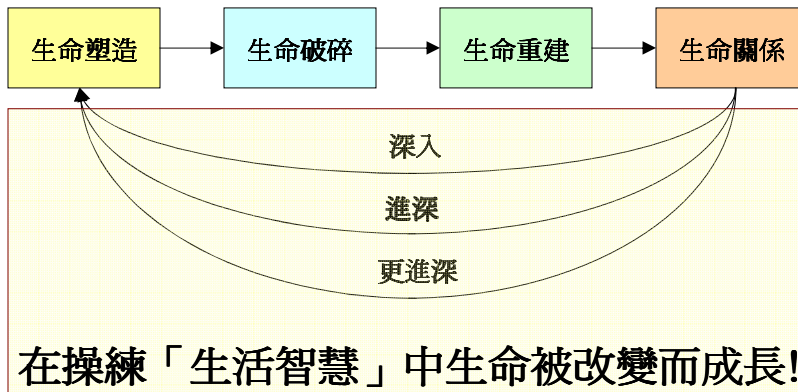 生命塑造
生命破碎
生命重建
生命關係
深入
進深
更進深
在操練「生活智慧」中生命被改變而成長!